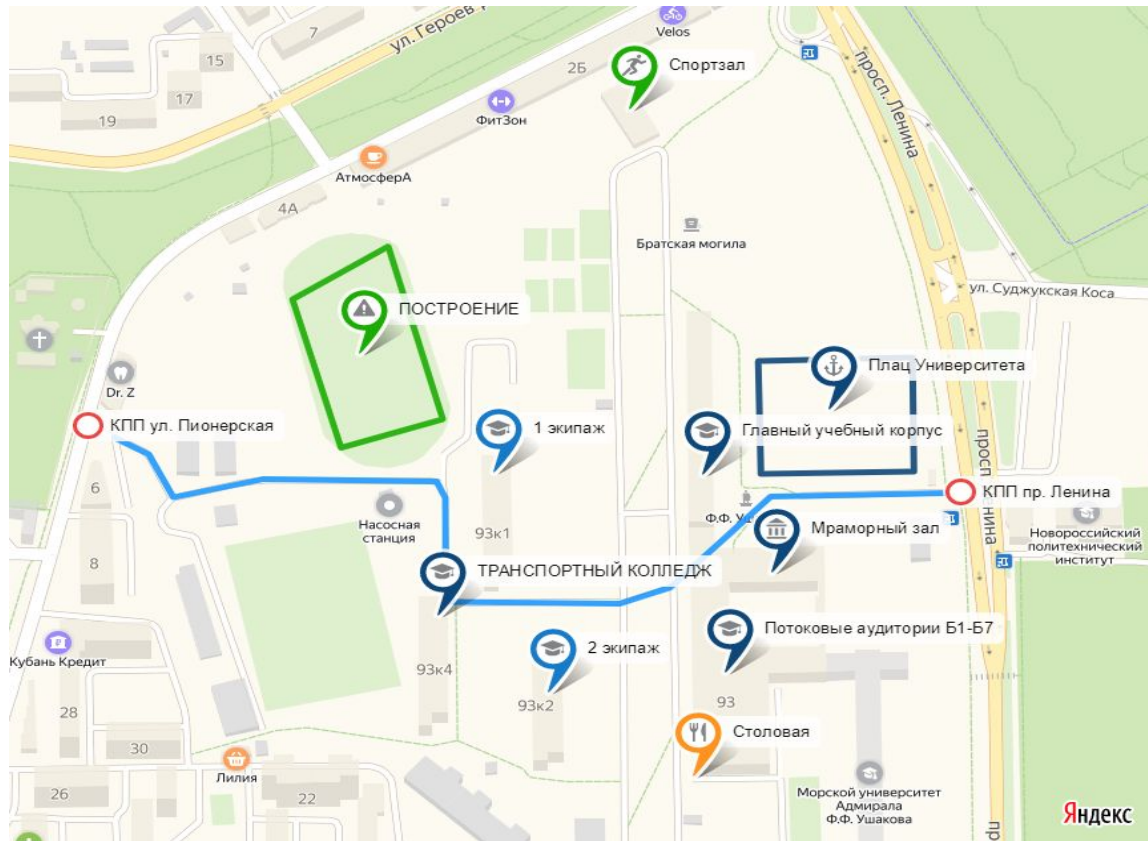 ул. Героев
7
15
17
19
2Б
Velos
Спортзал
просп. Ленина
ФитЗон
АтмосферА
4А
Братская могила
ул. Суджукская Коса
ПОСТРОЕНИЕ
Плац Университета
Dr. Z
КПП ул. Пионерская
1 экипаж
Главный учебный корпус
просп. Ленина
6
КПП пр. Ленина
Насосная
станция
93к1
Ф.Ф.
Мраморный зал
Новороссийский
политехнический
институт
8
ТРАНСПОРТНЫЙ КОЛЛЕДЖ
Потоковые аудитории Б1-Б7
Кубань Кредит
2 экипаж
93к4
93к2
93
28
30
Столовая
Лилия
26
22
Морской университет
Адмирала
Ф.Ф. Ушакова
Яндекс
пр